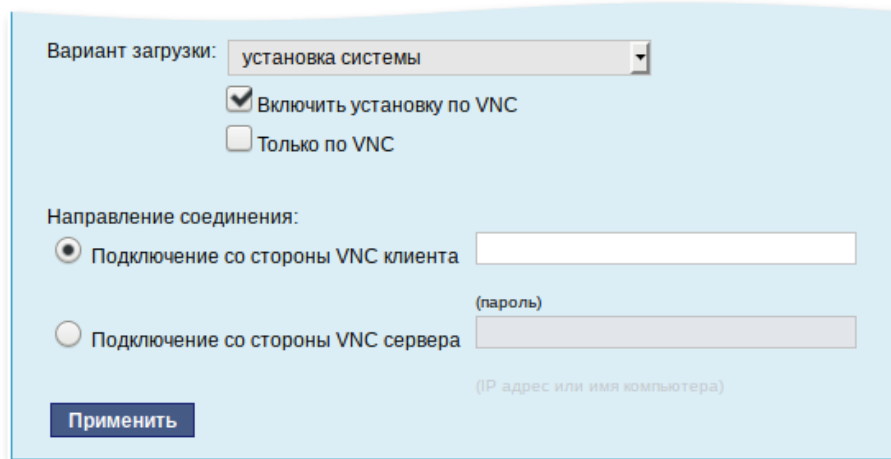 Вариант загрузки: установка системы
Включить установку по VNC
Только по VNC
Направление соединения:
Подключение со стороны VNC клиента
(пароль)
Подключение со стороны VNC сервера
(IP адрес или имя компьютера)
Применить